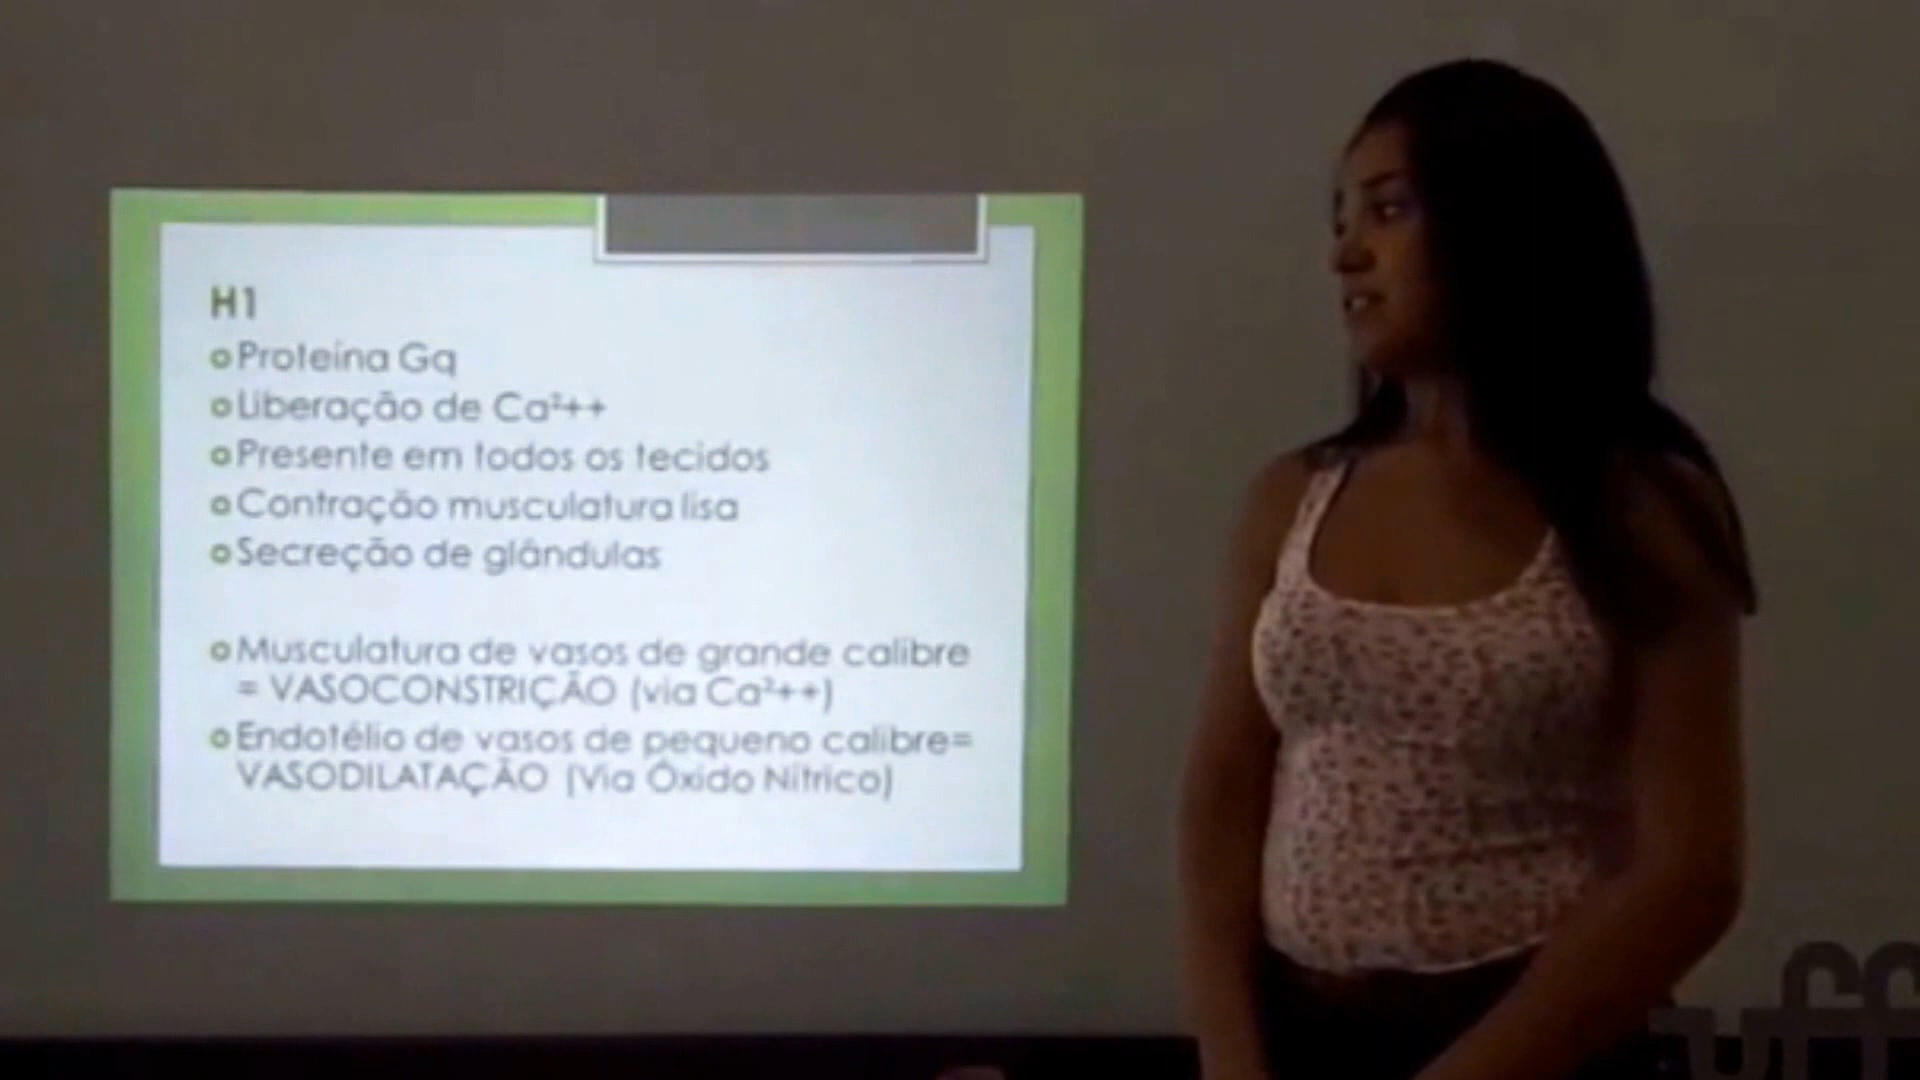 H1
Proteína Gq
Liberação de Ca²++
Presente em todos os tecidos
Contração musculatura lisa
Secreção de glândulas
Musculatura de vasos de grande calibre
= VASOCONSTRIÇÃO (via Ca²++)
Endotélio de vasos de pequeno calibre=
VASODILATAÇÃO (Via Óxido Nítrico)
uff